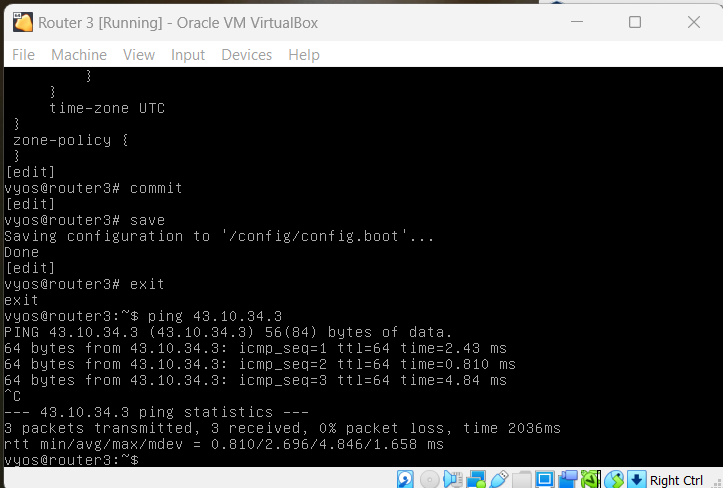 Router 3 [Running] - Oracle VM VirtualBox
File Machine View Input Devices Help
}
}
time-zone UTC
}
zone-policy {
}
[edit]
vyos@router3# commit
[edit]
vyos@router3# save
Saving configuration to '/config/config.boot'...
Done
[edit]
vyos@router3# exit
exit
vyos@router3:~$ ping 43.10.34.3
PING 43.10.34.3 (43.10.34.3) 56(84) bytes of data.
64 bytes from 43.10.34.3: icmp_seq=1 ttl=64 time=2.43 ms
64 bytes from 43.10.34.3: icmp_seq=2 ttl=64 time=0.810 ms
64 bytes from 43.10.34.3: icmp_seq=3 ttl=64 time=4.84 ms
^C
--- 43.10.34.3 ping statistics ---
3 packets transmitted, 3 received, 0% packet loss, time 2036ms
rtt min/avg/max/mdev = 0.810/2.696/4.846/1.658 ms
vyos@router3:~$
Right Ctrl